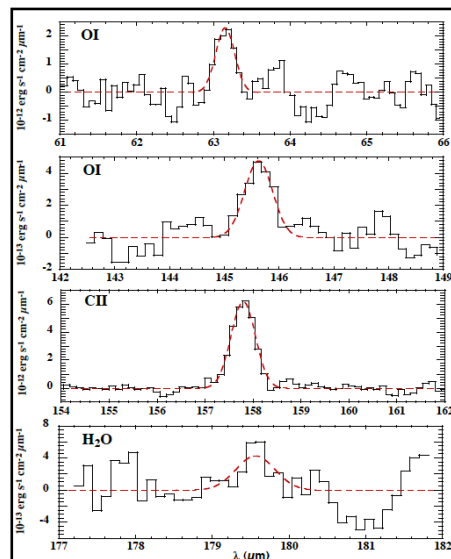 OI
10⁻¹² erg s⁻¹ cm⁻² μm⁻¹
2
1
0
-1
61 62 63 64 65 66
OI
10⁻¹³ erg s⁻¹ cm⁻² μm⁻¹
4
2
0
-2
142 143 144 145 146 147 148 149
CII
10⁻¹² erg s⁻¹ cm⁻² μm⁻¹
6
4
2
0
154 155 156 157 158 159 160 161 162
H₂O
10⁻¹³ erg s⁻¹ cm⁻² μm⁻¹
8
4
0
-4
177 178 179 180 181 182
λ (μm)